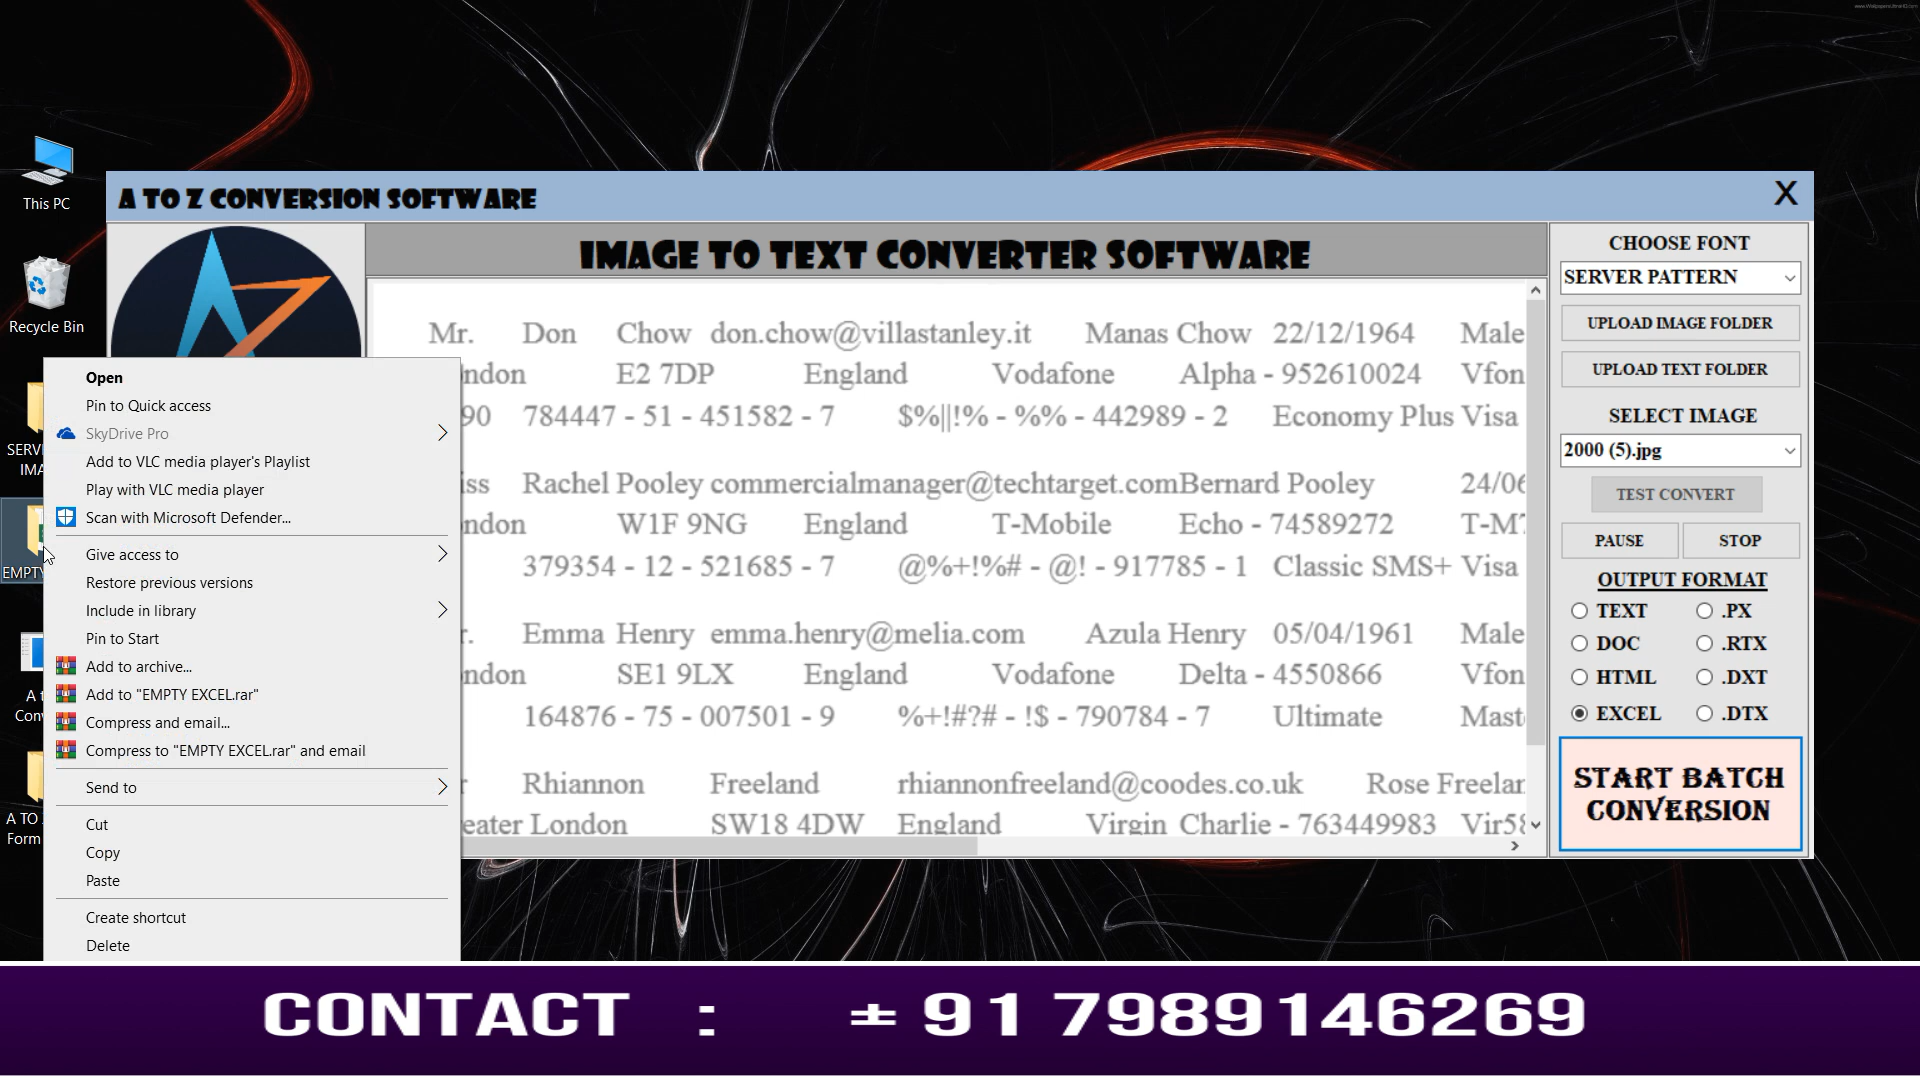 This PC
Recycle Bin
SERV
IMA
EMPTY
A t
Conv
A TO
Form
A TO Z CONVERSION SOFTWARE
X
IMAGE TO TEXT CONVERTER SOFTWARE
Mr. Don Chow don.chow@villastanley.it Manas Chow 22/12/1964 Male
ndon E2 7DP England Vodafone Alpha - 952610024 Vfon
90 784447 - 51 - 451582 - 7 $%||!% - %% - 442989 - 2 Economy Plus Visa
iss Rachel Pooley commercialmanager@techtarget.comBernard Pooley 24/06
ndon W1F 9NG England T-Mobile Echo - 74589272 T-M
379354 - 12 - 521685 - 7 @%+!%# - @! - 917785 - 1 Classic SMS+ Visa
r. Emma Henry emma.henry@melia.com Azula Henry 05/04/1961 Male
ndon SE1 9LX England Vodafone Delta - 4550866 Vfon
164876 - 75 - 007501 - 9 %+!#?# - !$ - 790784 - 7 Ultimate Mast
r Rhiannon Freeland rhiannonfreeland@coodes.co.uk Rose Freelan
eater London SW18 4DW England Virgin Charlie - 763449983 Vir58
Open
Pin to Quick access
SkyDrive Pro
Add to VLC media player's Playlist
Play with VLC media player
Scan with Microsoft Defender...
Give access to
Restore previous versions
Include in library
Pin to Start
Add to archive...
Add to "EMPTY EXCEL.rar"
Compress and email...
Compress to "EMPTY EXCEL.rar" and email
Send to
Cut
Copy
Paste
Create shortcut
Delete
CHOOSE FONT
SERVER PATTERN
UPLOAD IMAGE FOLDER
UPLOAD TEXT FOLDER
SELECT IMAGE
2000 (5).jpg
TEST CONVERT
PAUSE STOP
OUTPUT FORMAT
TEXT .PX
DOC .RTX
HTML .DXT
EXCEL .DTX
START BATCH
CONVERSION
CONTACT : + 91 7989146269